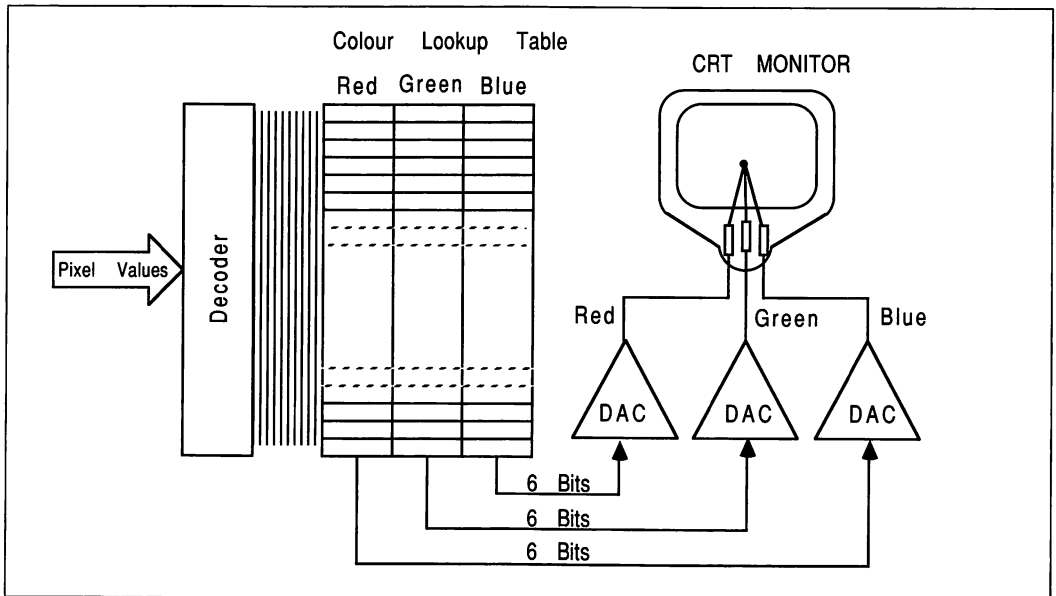 Colour Lookup Table
CRT MONITOR
Red Green Blue
Pixel Values
Decoder
Red
Green
Blue
DAC
DAC
DAC
6 Bits
6 Bits
6 Bits